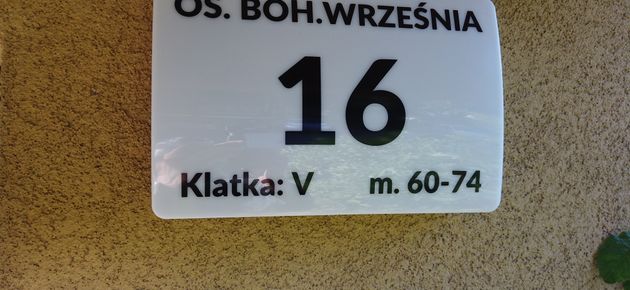 OS. BOH.WRZEŚNIA
16
Klatka: V m. 60-74